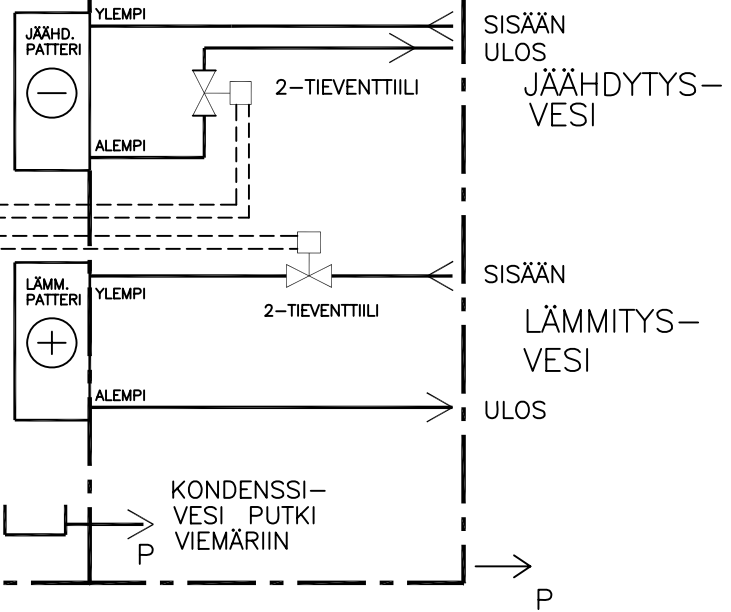 YLEMPI
JÄÄHD.
PATTERI
SISÄÄN
ULOS
2-TIEVENTTIILI
JÄÄHDYTYS-
VESI
ALEMPI
LÄMM.
PATTERI
YLEMPI
SISÄÄN
2-TIEVENTTIILI
LÄMMITYS-
VESI
ALEMPI
ULOS
KONDENSSI-
VESI PUTKI
VIEMÄRIIN
P
P